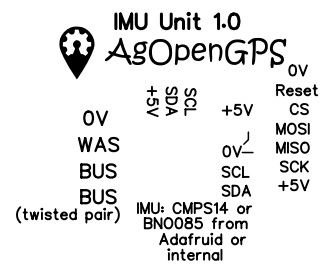 IMU Unit 1.0
AgOpenGPS
+5V
SDA
SCL
0V
WAS
BUS
BUS
(twisted pair)
+5V
0V
SCL
SDA
0V
Reset
CS
MOSI
MISO
SCK
+5V
IMU: CMPS14 or
BNO085 from
Adafruid or
internal